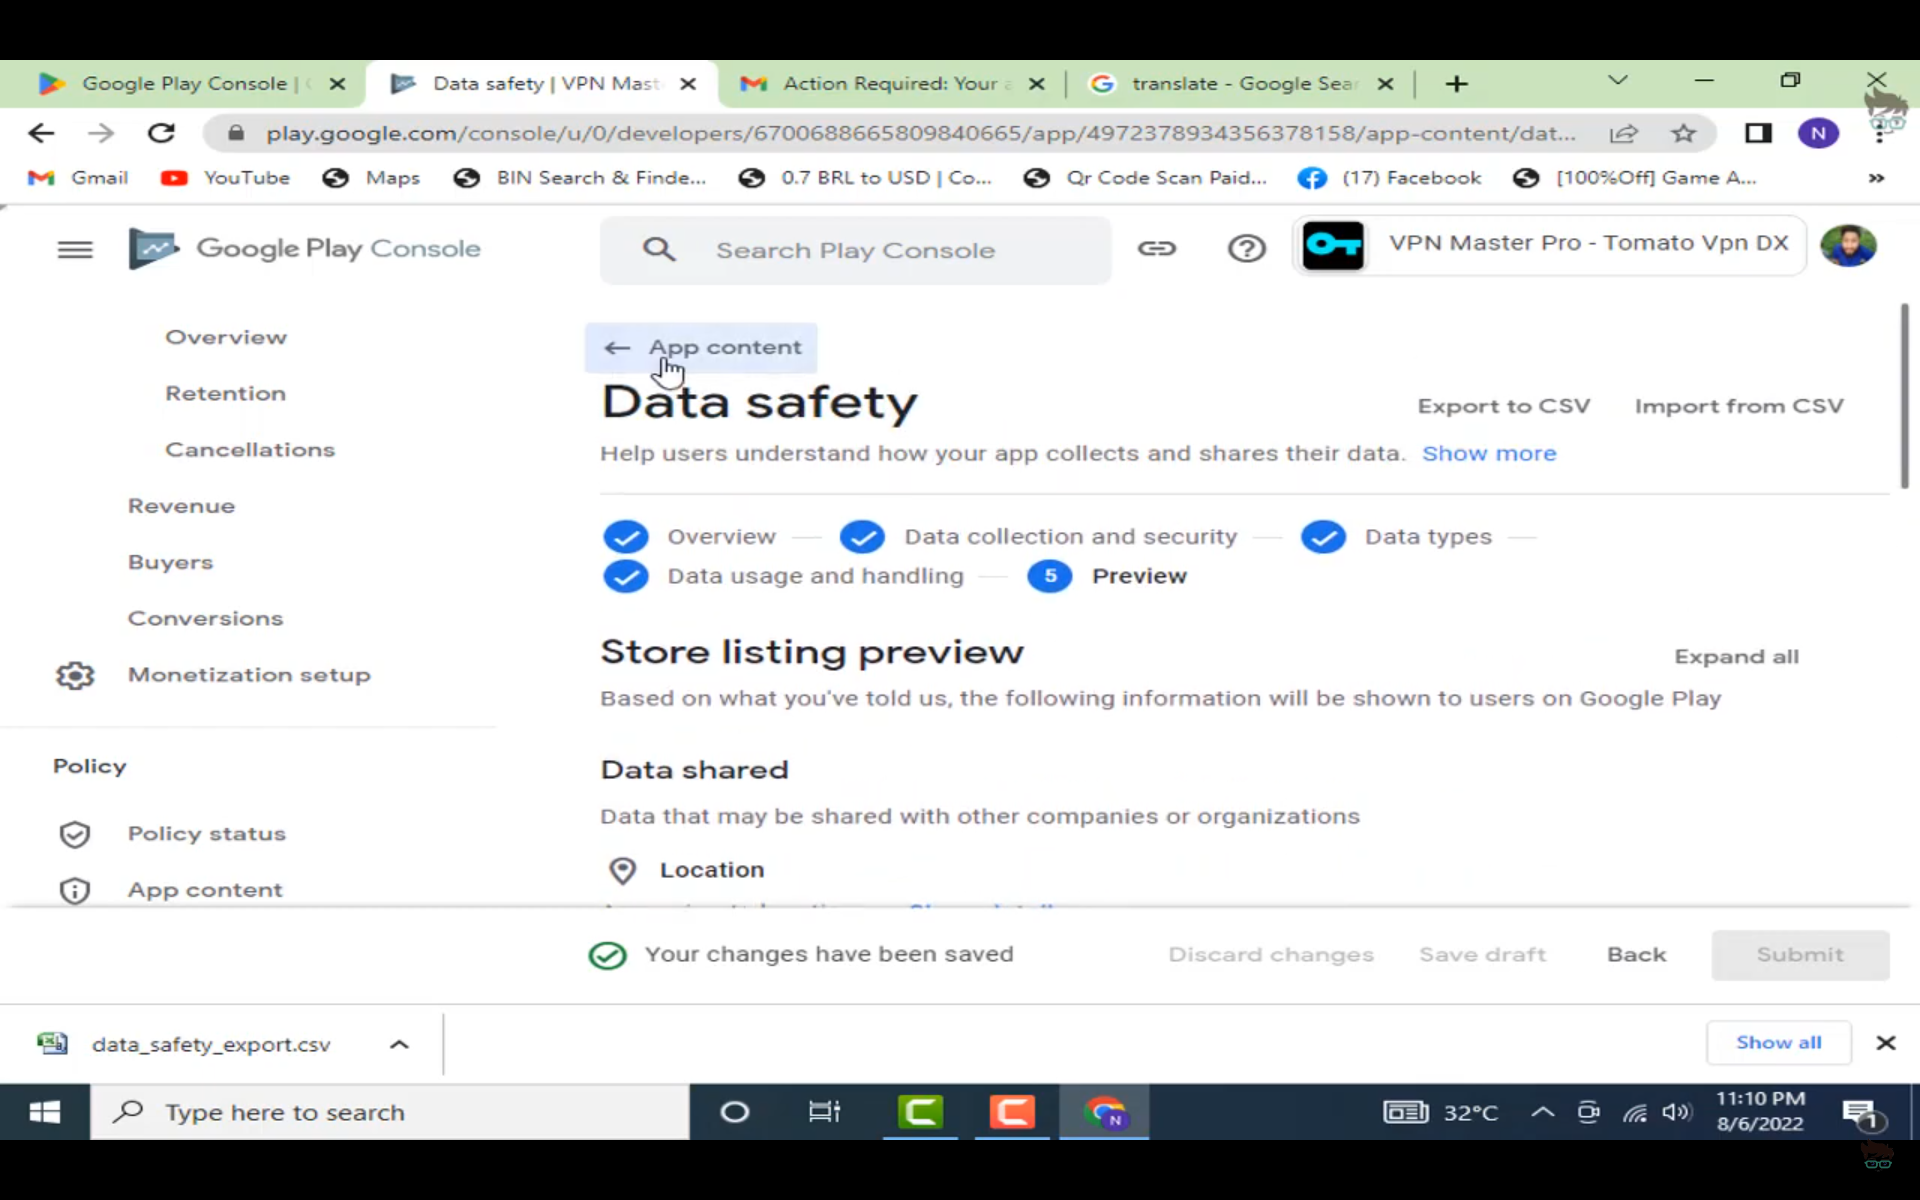 Google Play Console |
Data safety | VPN Mast
Action Required: Your a
translate - Google Sear
play.google.com/console/u/0/developers/6700688665809840665/app/4972378934356378158/app-content/dat...
N
Gmail
YouTube
Maps
BIN Search & Finde...
0.7 BRL to USD | Co...
Qr Code Scan Paid...
(17) Facebook
[100%Off] Game A...
»
Google Play Console
Search Play Console
VPN Master Pro - Tomato Vpn DX
Overview
Retention
Cancellations
Revenue
Buyers
Conversions
Monetization setup
Policy
Policy status
App content
App content
Data safety
Export to CSV
Import from CSV
Help users understand how your app collects and shares their data. Show more
Overview
Data collection and security
Data types
Data usage and handling
5 Preview
Store listing preview
Expand all
Based on what you've told us, the following information will be shown to users on Google Play
Data shared
Data that may be shared with other companies or organizations
Location
Your changes have been saved
Discard changes
Save draft
Back
Submit
data_safety_export.csv
Show all
Type here to search
N
32°C
11:10 PM
8/6/2022
1